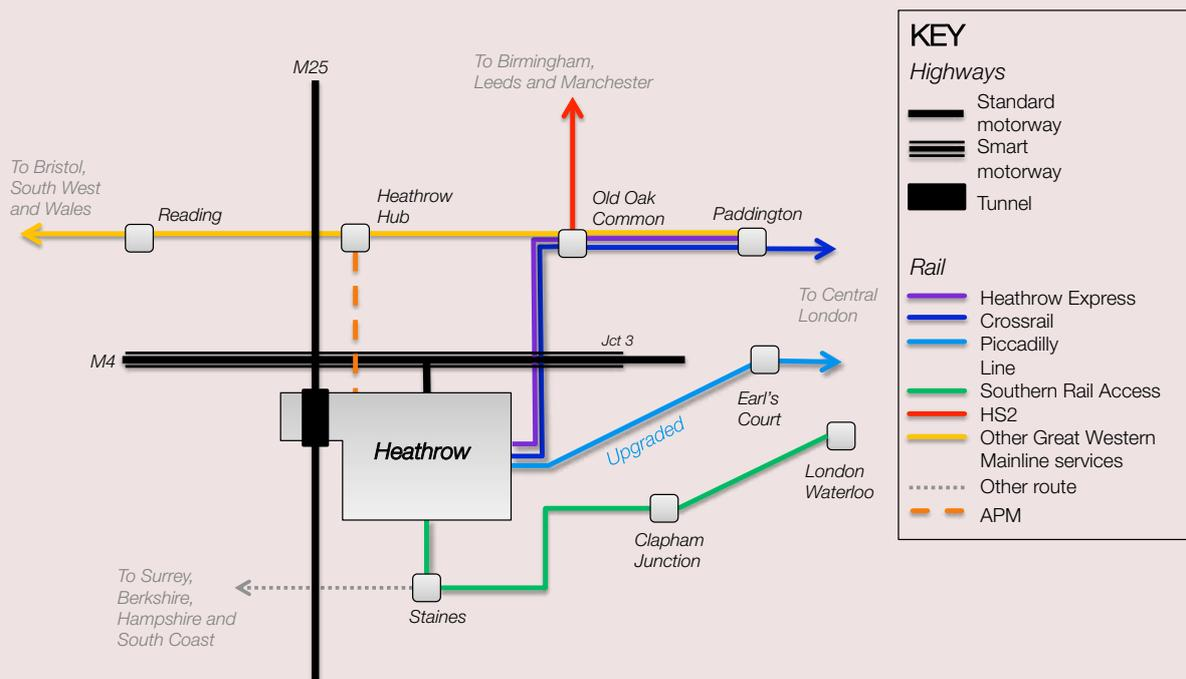 M25
To Birmingham,
Leeds and Manchester
To Bristol,
South West
and Wales
Reading
Heathrow
Hub
Old Oak
Common
Paddington
To Central
London
M4
Jct 3
Heathrow
Upgraded
Earl's
Court
London
Waterloo
Clapham
Junction
To Surrey,
Berkshire,
Hampshire and
South Coast
Staines
KEY
Highways
Standard
motorway
Smart
motorway
Tunnel
Rail
Heathrow Express
Crossrail
Piccadilly
Line
Southern Rail Access
HS2
Other Great Western
Mainline services
Other route
APM